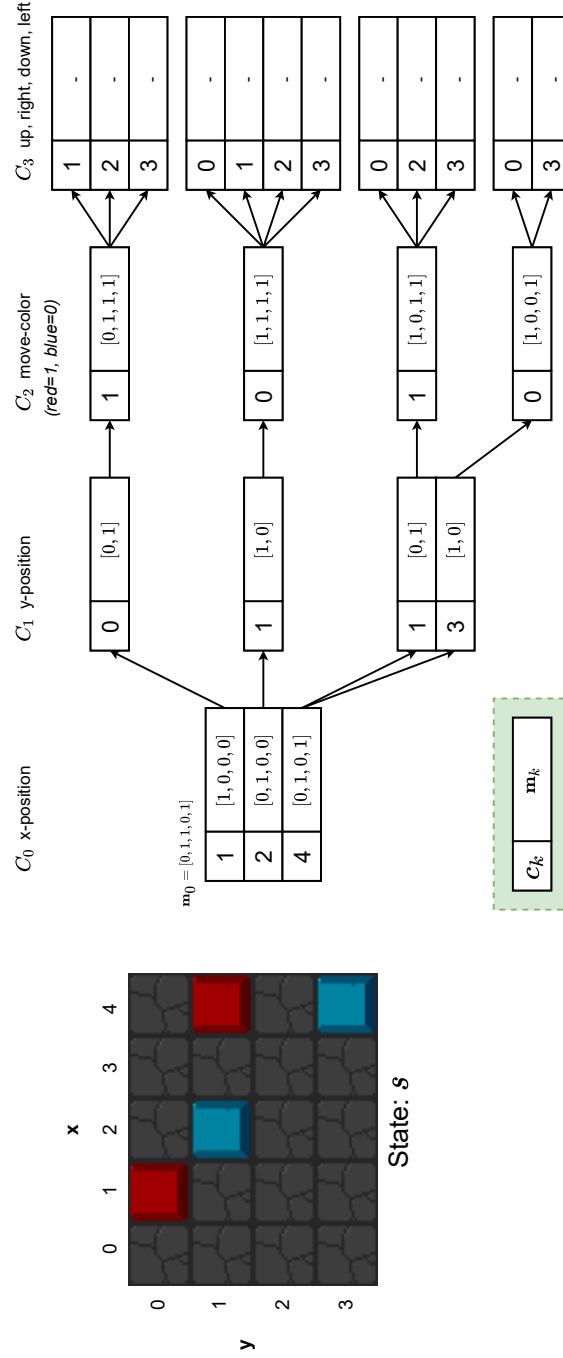 x
0 1 2 3 4
y
0
1
2
3
State: s
C₀ x-position
m₀ = [0, 1, 1, 0, 1]
1 [1, 0, 0, 0]
2 [0, 1, 0, 0]
4 [0, 1, 0, 1]
cₖ mₖ
C₁ y-position
0 [0, 1]
1 [1, 0]
1 [0, 1]
3 [1, 0]
C₂ move-color
(red=1, blue=0)
1 [0, 1, 1, 1]
0 [1, 1, 1, 1]
1 [1, 0, 1, 1]
0 [1, 0, 0, 1]
C₃ up, right, down, left
1 -
2 -
3 -
0 -
1 -
2 -
3 -
0 -
2 -
3 -
0 -
3 -